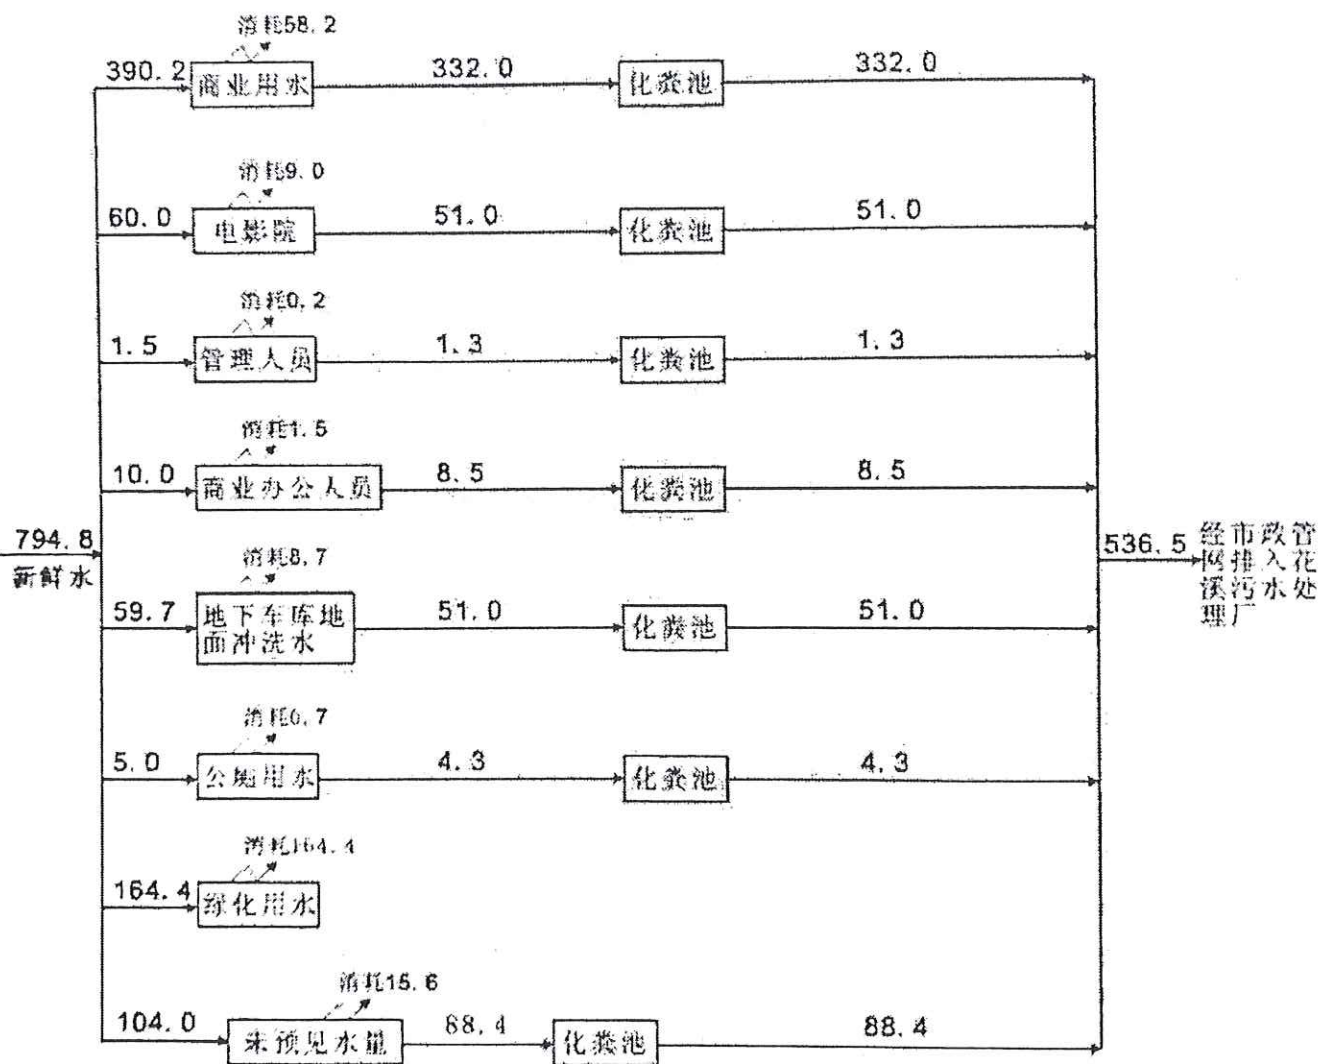 消耗58.2
390.2
商业用水
332.0
化粪池
332.0
消耗9.0
60.0
电影院
51.0
化粪池
51.0
消耗0.2
1.5
管理人员
1.3
化粪池
1.3
消耗1.5
10.0
商业办公人员
8.5
化粪池
8.5
794.8
新鲜水
消耗8.7
59.7
地下车库地
面冲洗水
51.0
化粪池
51.0
536.5
经市政管
网排入花
溪污水处
理厂
消耗0.7
5.0
公厕用水
4.3
化粪池
4.3
消耗164.4
164.4
绿化用水
消耗15.6
104.0
未预见水量
88.4
化粪池
88.4